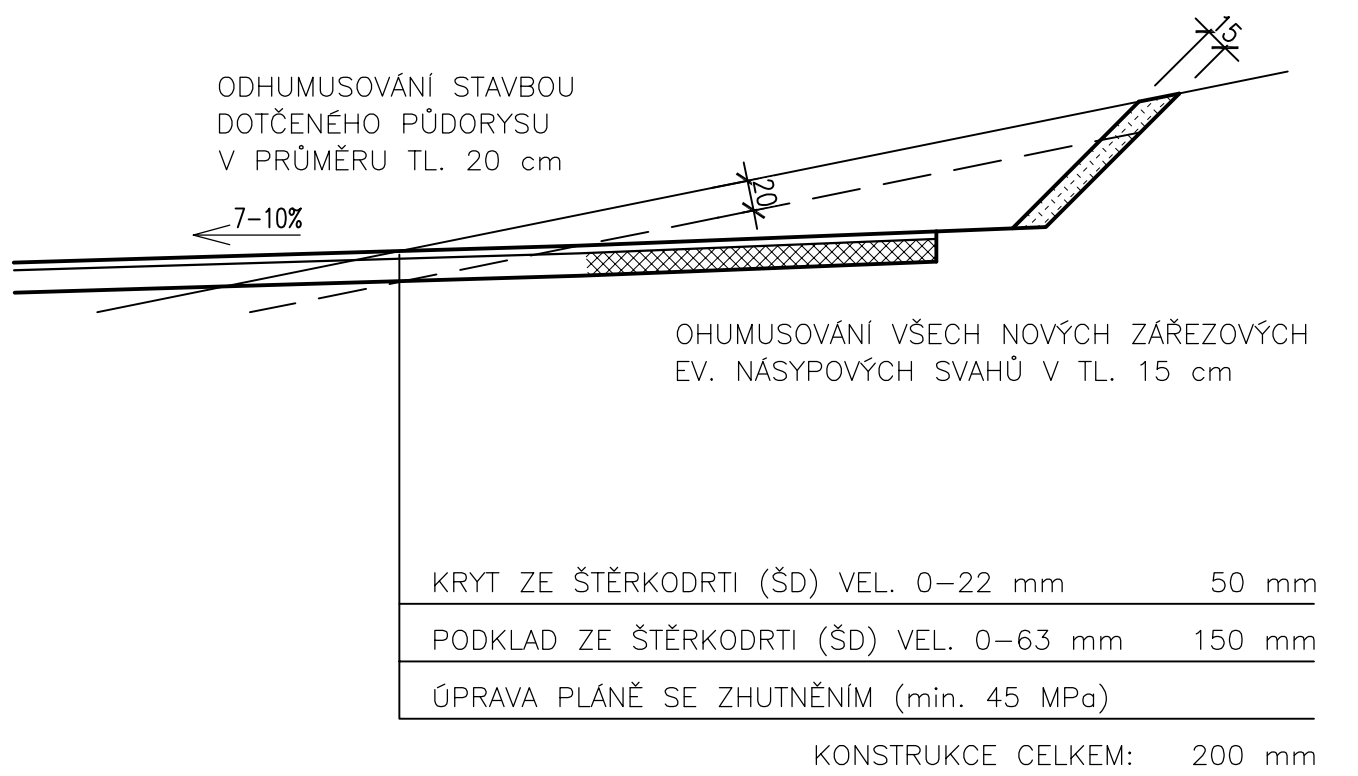 15
ODHUMUSOVÁNÍ STAVBOU
DOTČENÉHO PŮDORYSU
V PRŮMĚRU TL. 20 cm
20
7-10%
OHUMUSOVÁNÍ VŠECH NOVÝCH ZÁŘEZOVÝCH
EV. NÁSYPOVÝCH SVAHŮ V TL. 15 cm
KRYT ZE ŠTĚRKODRTI (ŠD) VEL. 0-22 mm 50 mm
PODKLAD ZE ŠTĚRKODRTI (ŠD) VEL. 0-63 mm 150 mm
ÚPRAVA PLÁNĚ SE ZHUTNĚNÍM (min. 45 MPa)
KONSTRUKCE CELKEM: 200 mm